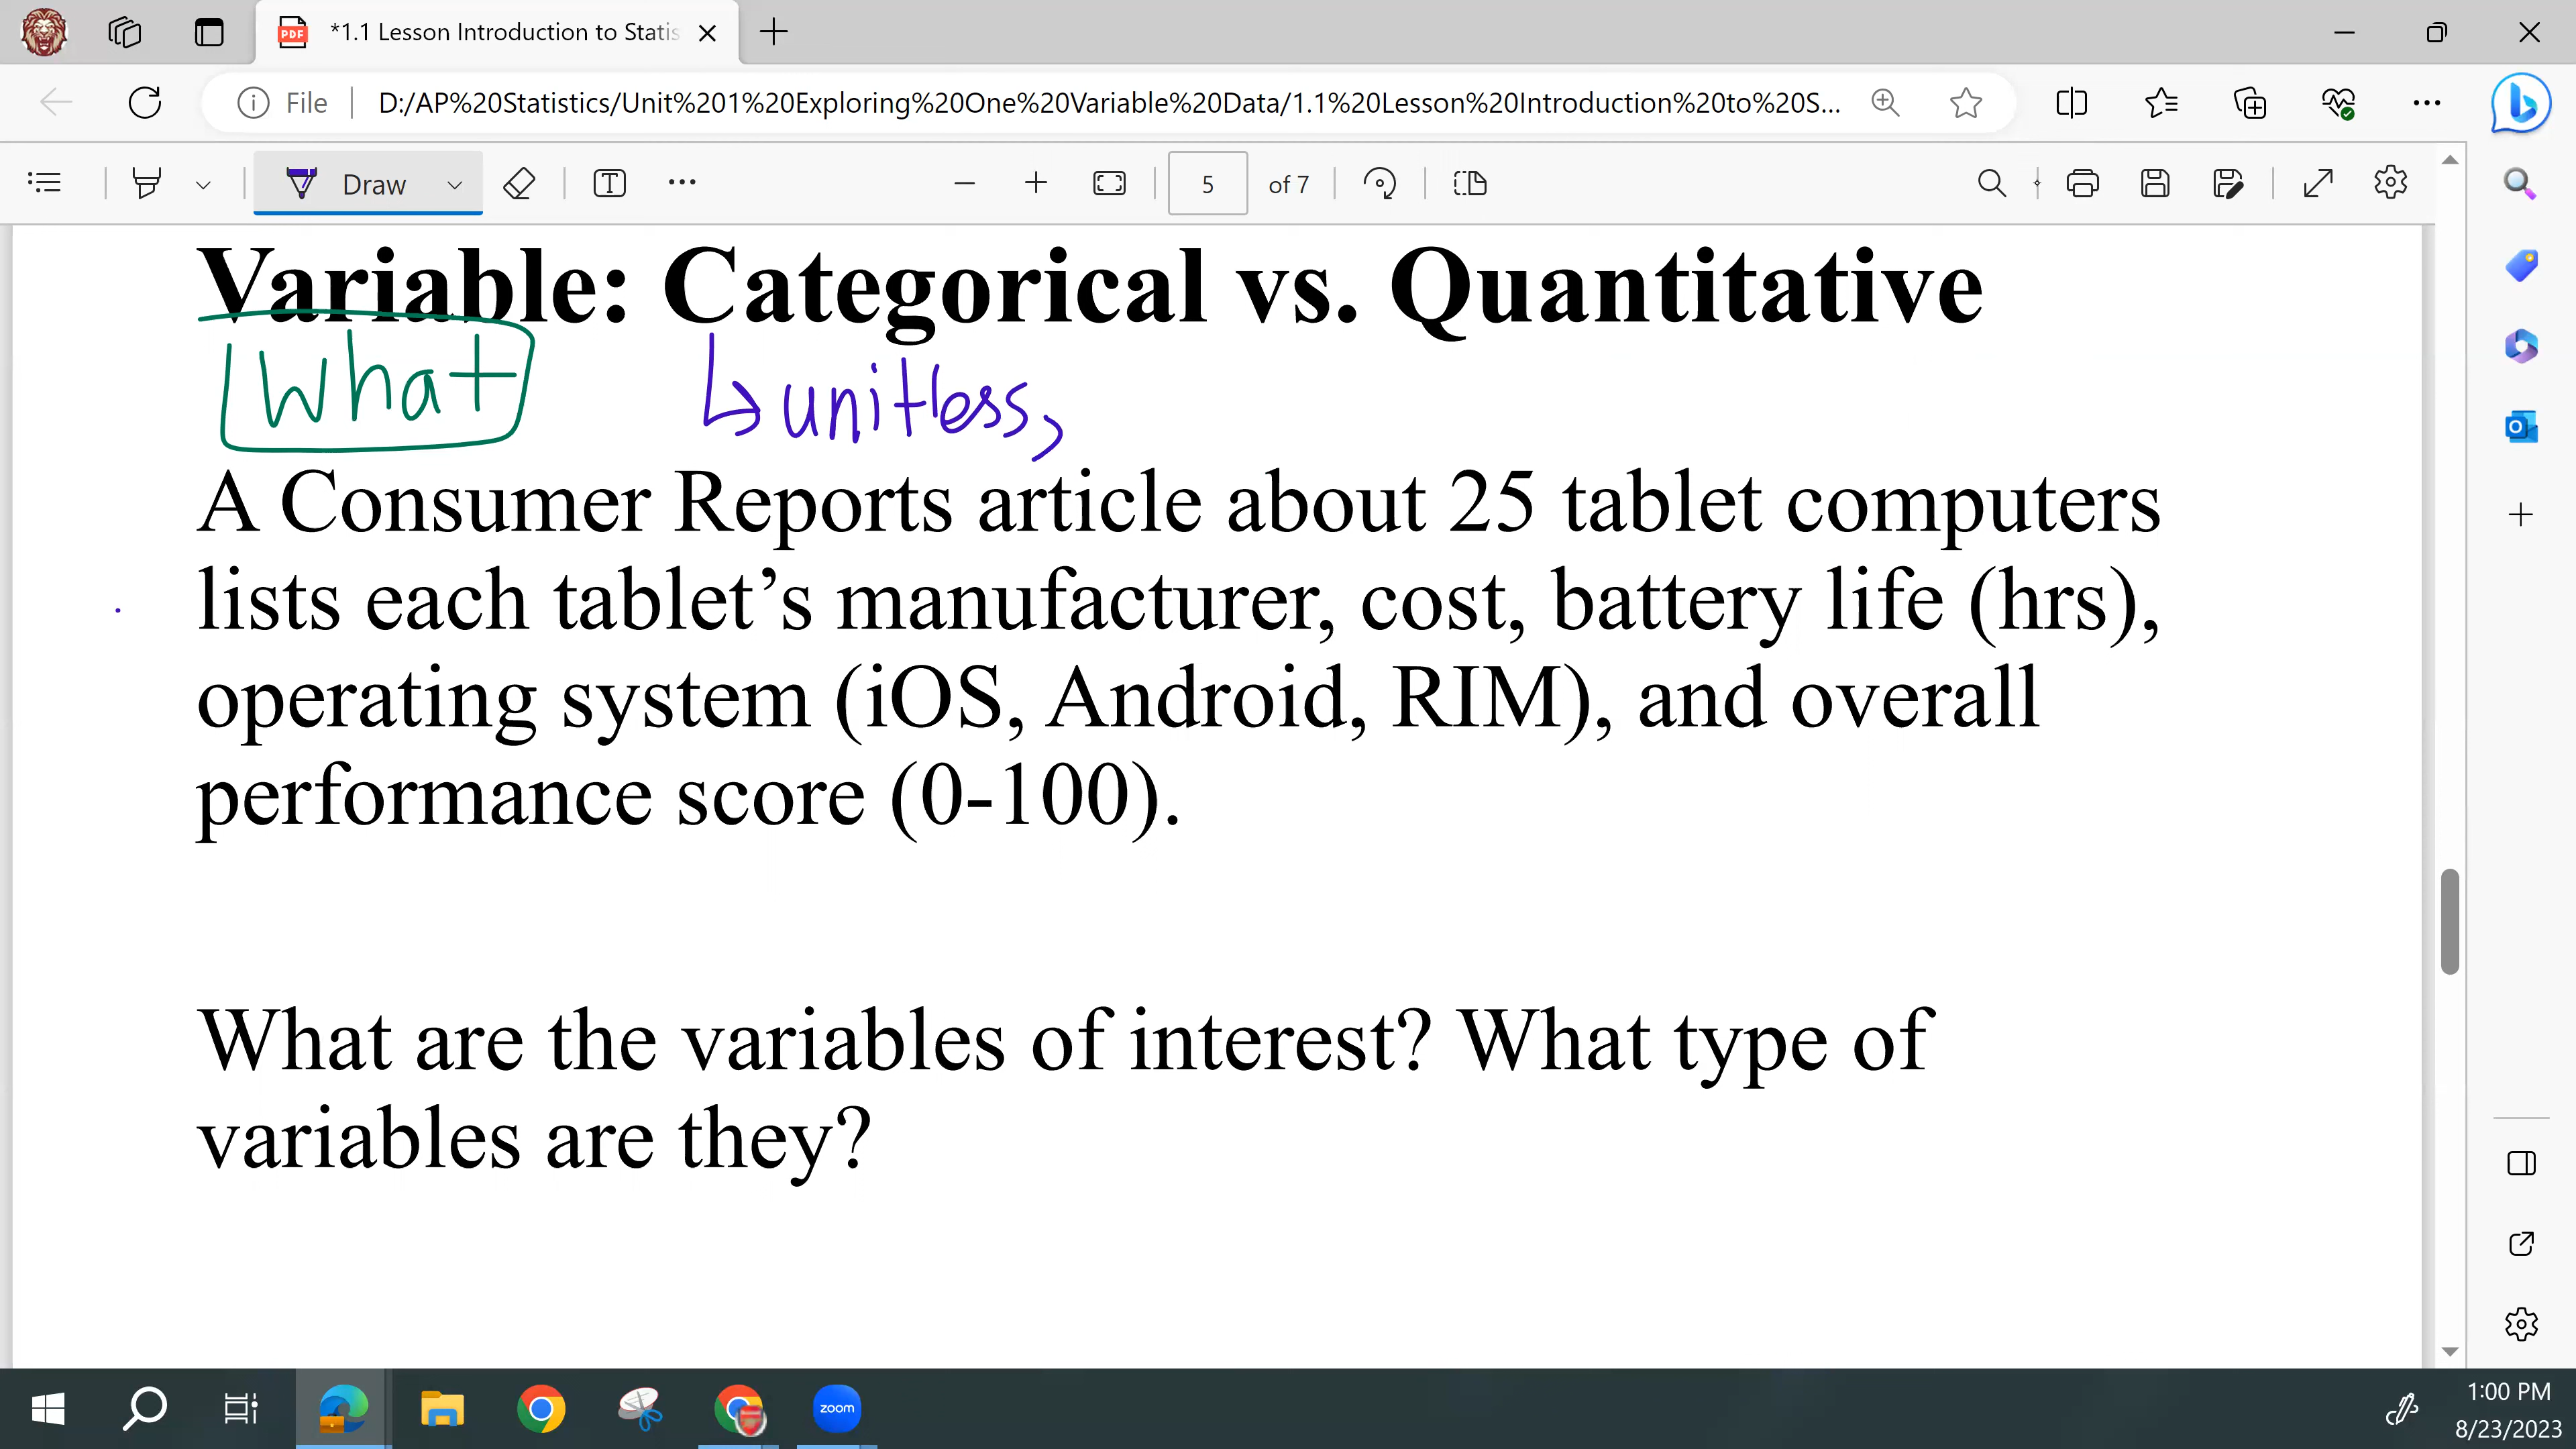 *1.1 Lesson Introduction to Statis
File
D:/AP%20Statistics/Unit%201%20Exploring%20One%20Variable%20Data/1.1%20Lesson%20Introduction%20to%20S...
Draw
5 of 7
Variable: Categorical vs. Quantitative
What
unitless,
A Consumer Reports article about 25 tablet computers
lists each tablet’s manufacturer, cost, battery life (hrs),
operating system (iOS, Android, RIM), and overall
performance score (0-100).
What are the variables of interest? What type of
variables are they?
zoom
1:00 PM
8/23/2023